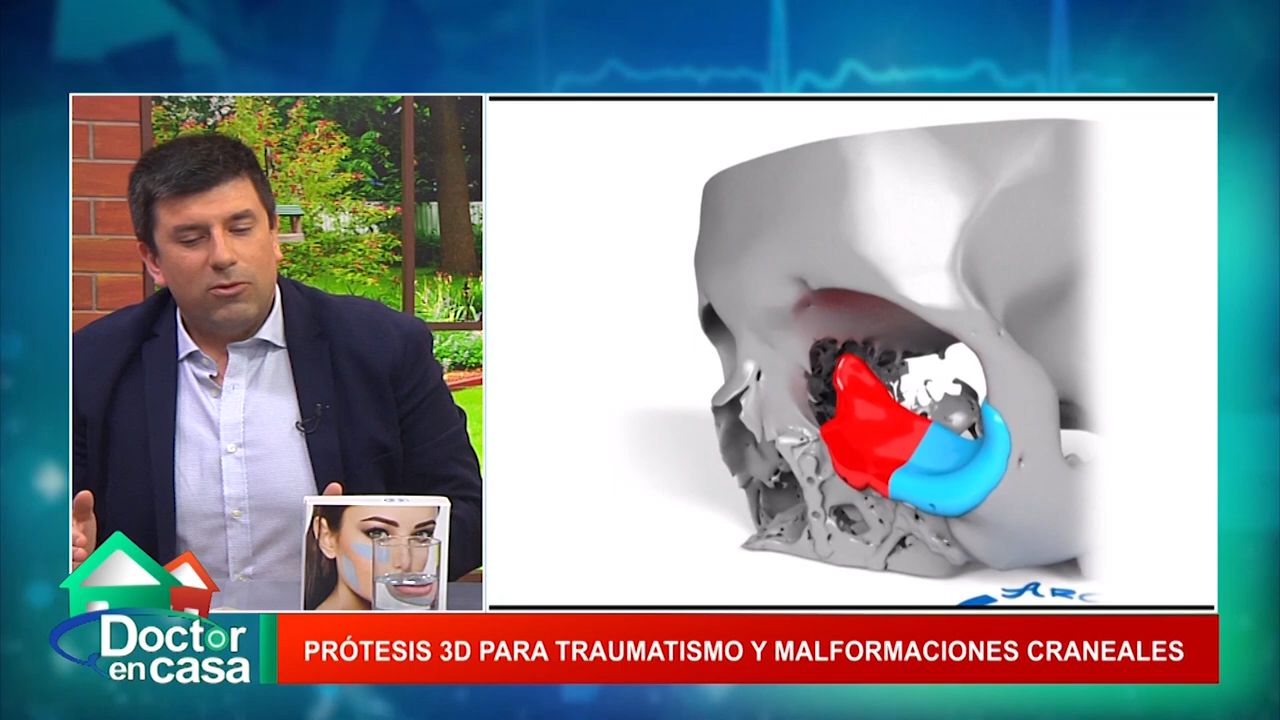 Doctor
en casa
PRÓTESIS 3D PARA TRAUMATISMO Y MALFORMACIONES CRANEALES